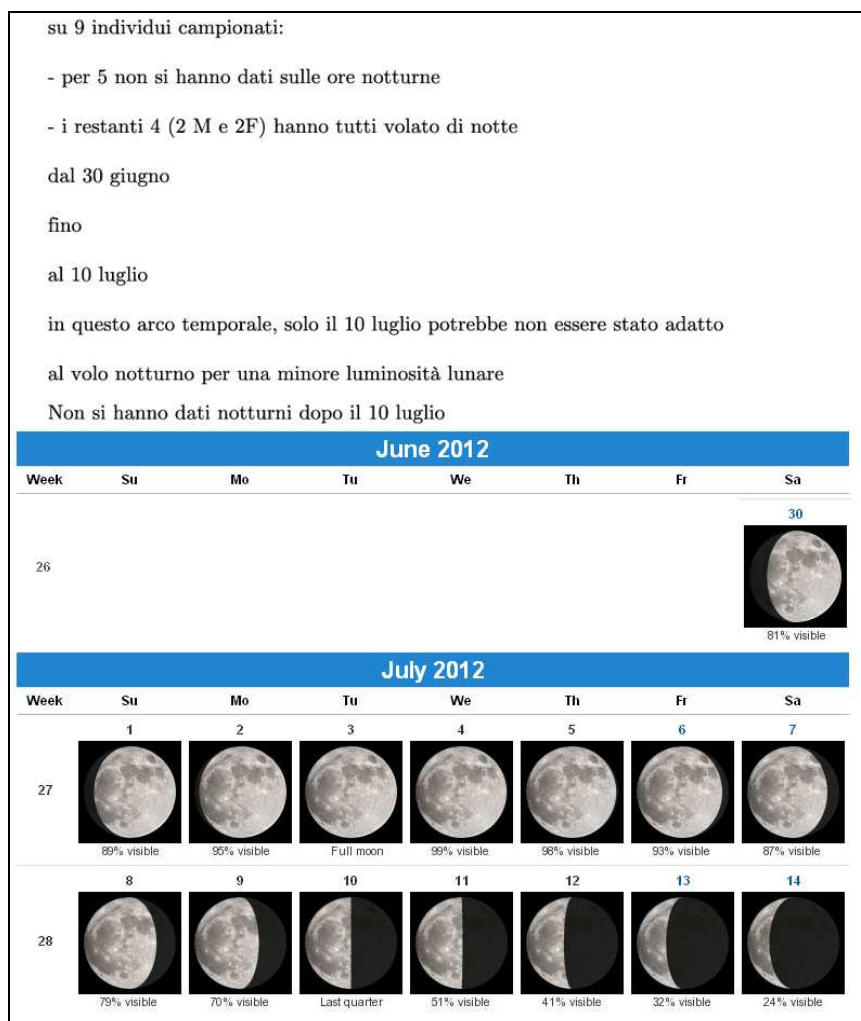 su 9 individui campionati:
- per 5 non si hanno dati sulle ore notturne
- i restanti 4 (2 M e 2F) hanno tutti volato di notte
dal 30 giugno
fino
al 10 luglio
in questo arco temporale, solo il 10 luglio potrebbe non essere stato adatto
al volo notturno per una minore luminosità lunare
Non si hanno dati notturni dopo il 10 luglio
June 2012
Week Su Mo Tu We Th Fr Sa
30
26
81% visible
July 2012
Week Su Mo Tu We Th Fr Sa
1 2 3 4 5 6 7
27
89% visible 95% visible Full moon 99% visible 98% visible 93% visible 87% visible
8 9 10 11 12 13 14
28
79% visible 70% visible Last quarter 51% visible 41% visible 32% visible 24% visible